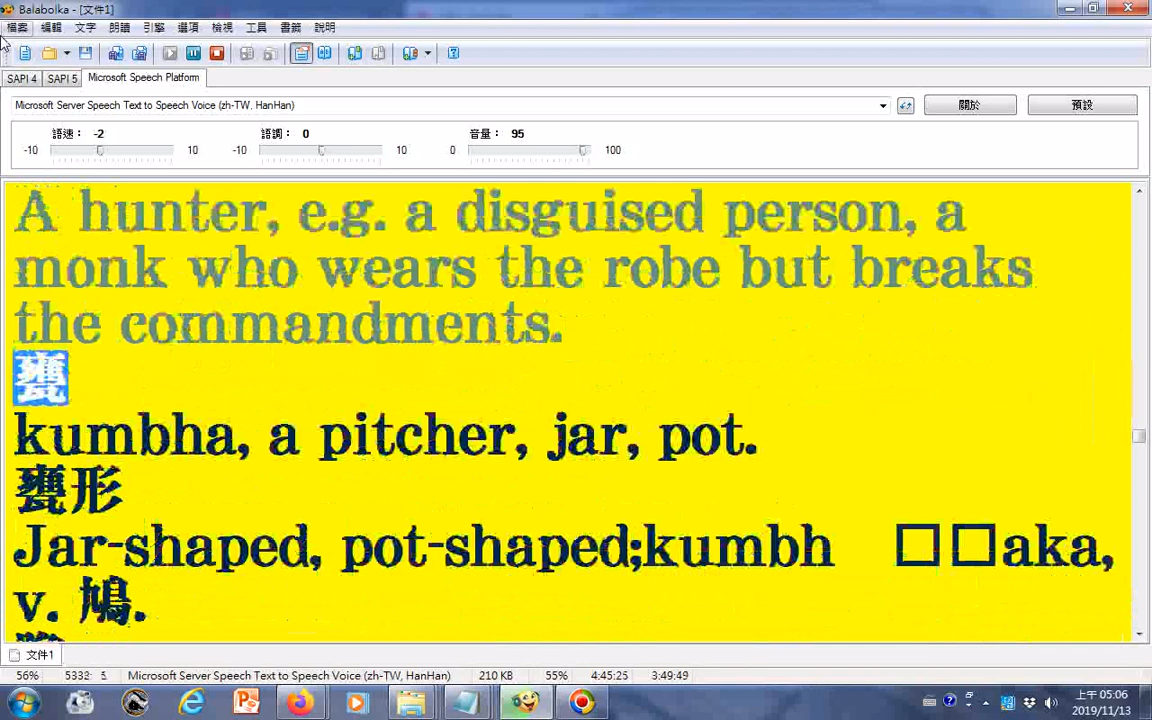 Balabolka - [文件1]
檔案 編輯 文字 朗讀 引擎 選項 檢視 工具 書籤 說明
SAPI 4 SAPI 5 Microsoft Speech Platform
Microsoft Server Speech Text to Speech Voice (zh-TW, HanHan) 關於 預設
語速： -2 語調： 0 音量： 95
-10 10 -10 10 0 100
A hunter, e.g. a disguised person, a
monk who wears the robe but breaks
the commandments.
甕
kumbha, a pitcher, jar, pot.
甕形
Jar-shaped, pot-shaped;kumbh □□aka,
v. 鳩.
文件1
56% 5332 Microsoft Server Speech Text to Speech Voice (zh-TW, HanHan) 210 KB 55% 4:45:25 3:49:49
上午 05:06
2019/11/13